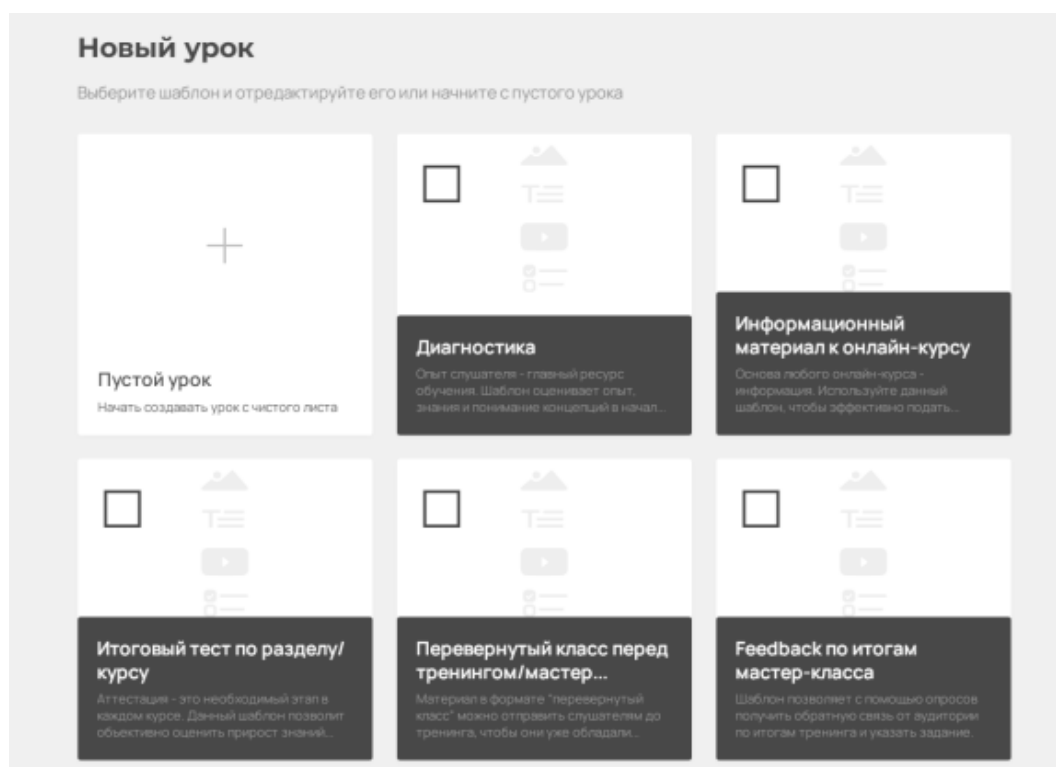 Новый урок
Выберите шаблон и отредактируйте его или начните с пустого урока
Пустой урок
Начать создавать урок с чистого листа
Диагностика
Опыт слушателя - главный ресурс
обучения. Шаблон оценивает опыт,
знания и понимание концепций в начал...
Информационный
материал к онлайн-курсу
Основа любого онлайн-курса -
информация. Используйте данный
шаблон, чтобы эффективно подать...
Итоговый тест по разделу/
курсу
Аттестация - это необходимый этап в
каждом курсе. Данный шаблон позволит
объективно оценить прирост знаний...
Перевернутый класс перед
тренингом/мастер...
Материал в формате "перевернутый
класс" можно отправить слушателям до
тренинга, чтобы они уже обладали...
Feedback по итогам
мастер-класса
Шаблон позволяет с помощью опросов
получить обратную связь от аудитории
по итогам тренинга и указать задание.